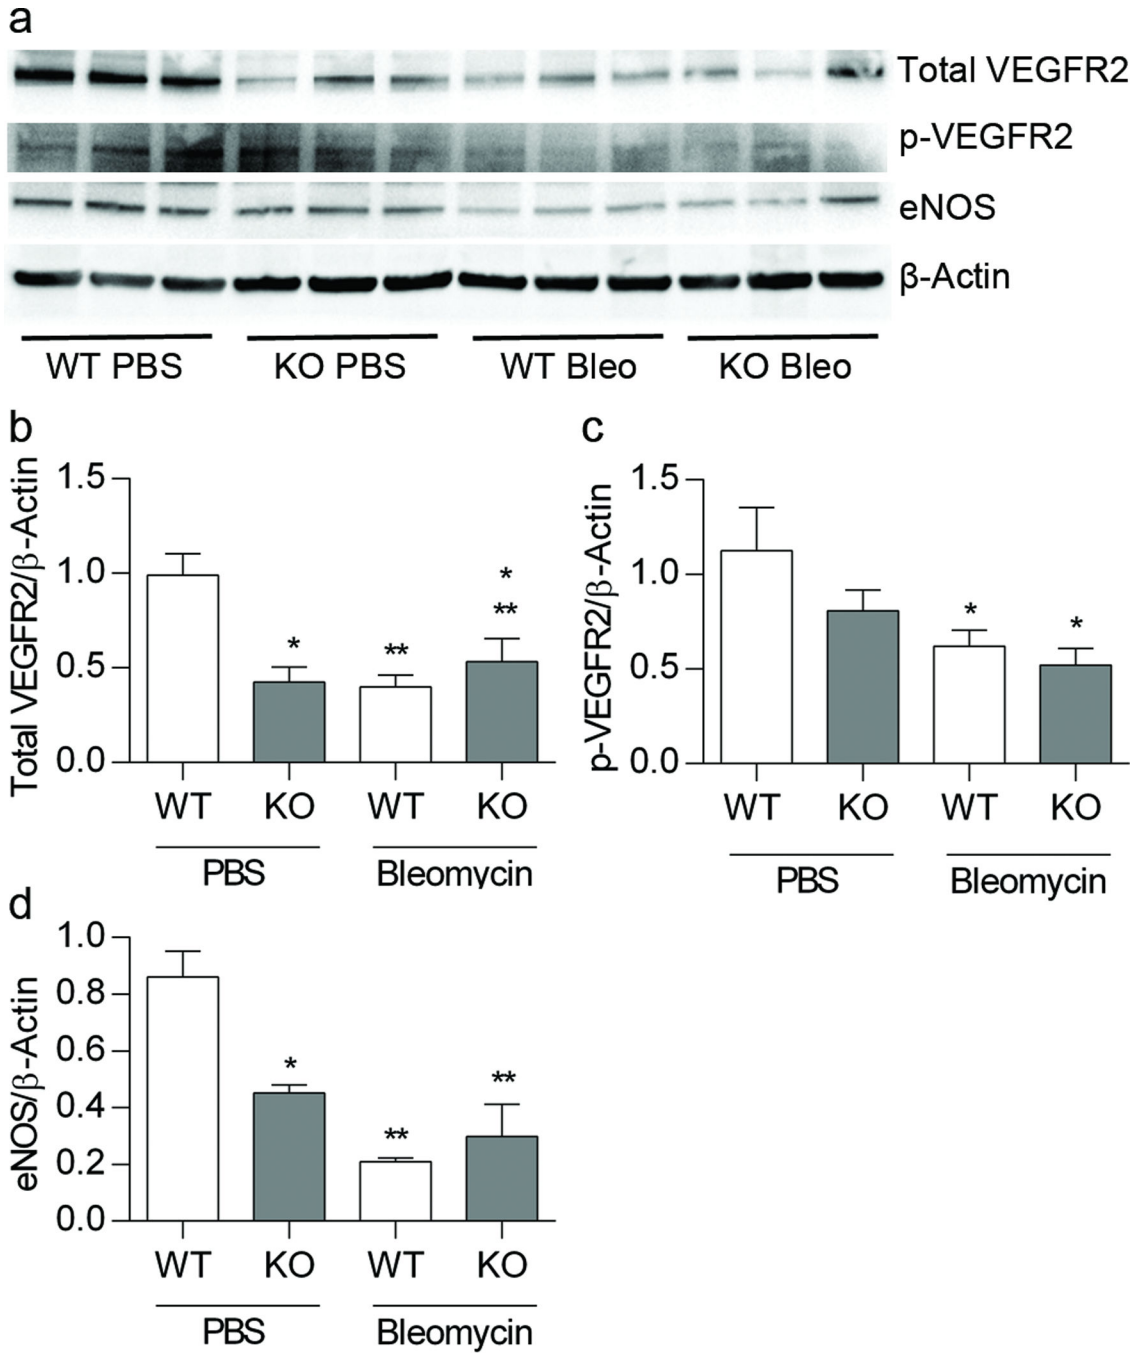 a
Total VEGFR2
p-VEGFR2
eNOS
β-Actin
WT PBS KO PBS WT Bleo KO Bleo
b
Total VEGFR2/β-Actin
1.5
1.0
0.5
0.0
*
**
*
**
WT KO WT KO
PBS Bleomycin
c
p-VEGFR2/β-Actin
1.5
1.0
0.5
0.0
*
*
WT KO WT KO
PBS Bleomycin
d
eNOS/β-Actin
1.0
0.8
0.6
0.4
0.2
0.0
*
**
**
WT KO WT KO
PBS Bleomycin